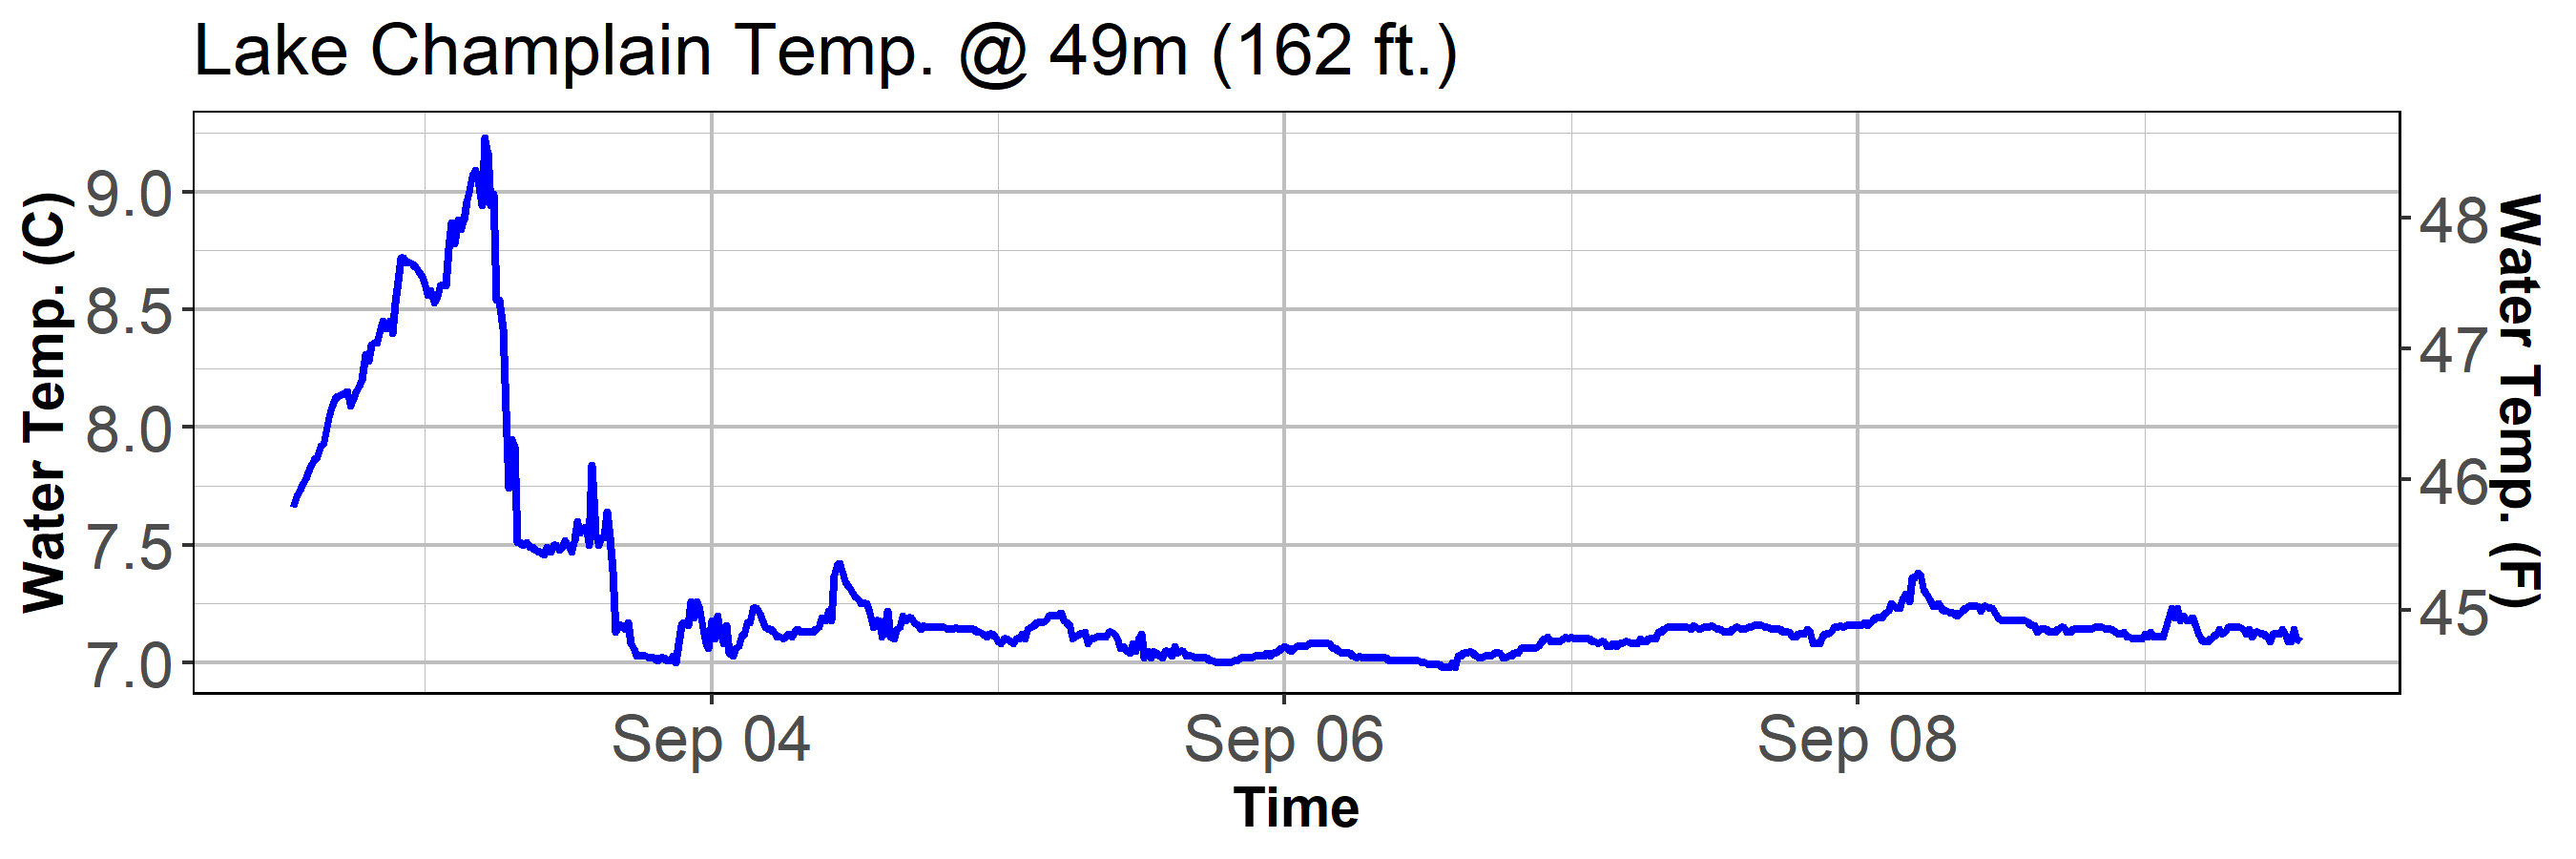 Lake Champlain Temp. @ 49m (162 ft.)
Water Temp. (C)
9.0
8.5
8.0
7.5
7.0
48
47
46
45
Water Temp. (F)
Sep 04 Sep 06 Sep 08
Time